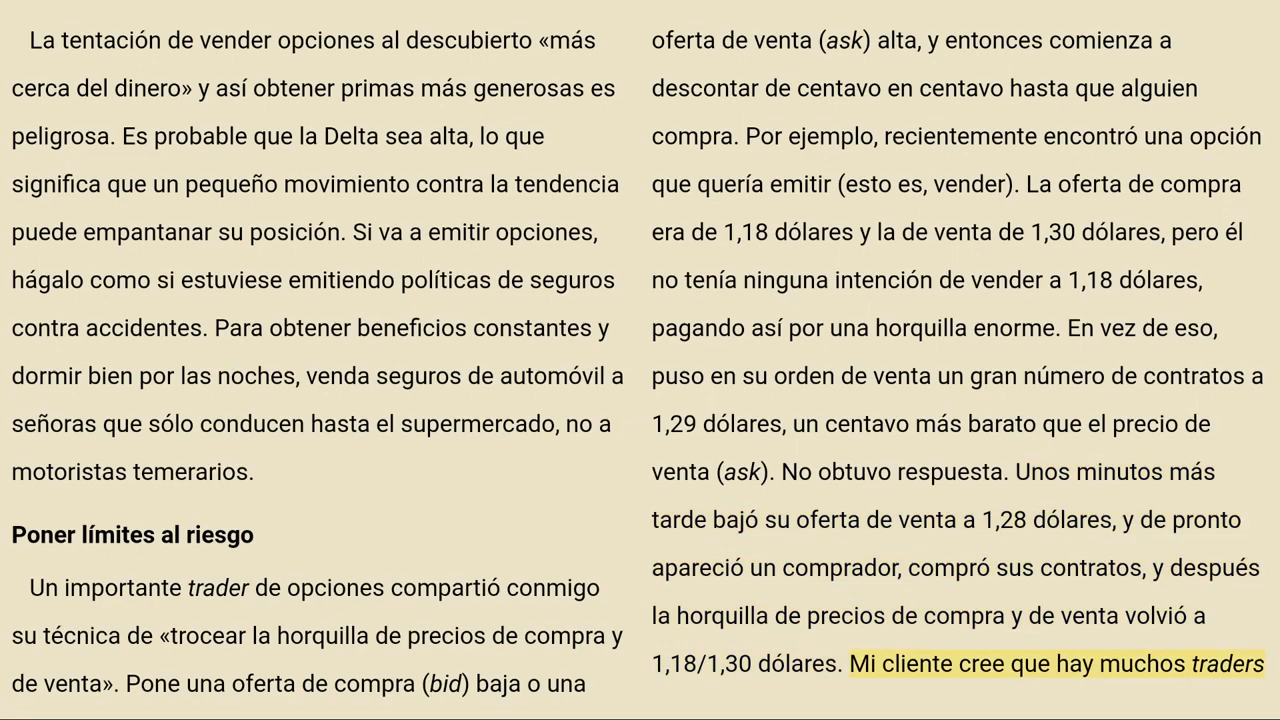 La tentación de vender opciones al descubierto «más
cerca del dinero» y así obtener primas más generosas es
peligrosa. Es probable que la Delta sea alta, lo que
significa que un pequeño movimiento contra la tendencia
puede empantanar su posición. Si va a emitir opciones,
hágalo como si estuviese emitiendo políticas de seguros
contra accidentes. Para obtener beneficios constantes y
dormir bien por las noches, venda seguros de automóvil a
señoras que sólo conducen hasta el supermercado, no a
motoristas temerarios.
Poner límites al riesgo
Un importante trader de opciones compartió conmigo
su técnica de «trocear la horquilla de precios de compra y
de venta». Pone una oferta de compra (bid) baja o una
oferta de venta (ask) alta, y entonces comienza a
descontar de centavo en centavo hasta que alguien
compra. Por ejemplo, recientemente encontró una opción
que quería emitir (esto es, vender). La oferta de compra
era de 1,18 dólares y la de venta de 1,30 dólares, pero él
no tenía ninguna intención de vender a 1,18 dólares,
pagando así por una horquilla enorme. En vez de eso,
puso en su orden de venta un gran número de contratos a
1,29 dólares, un centavo más barato que el precio de
venta (ask). No obtuvo respuesta. Unos minutos más
tarde bajó su oferta de venta a 1,28 dólares, y de pronto
apareció un comprador, compró sus contratos, y después
la horquilla de precios de compra y de venta volvió a
1,18/1,30 dólares. Mi cliente cree que hay muchos traders